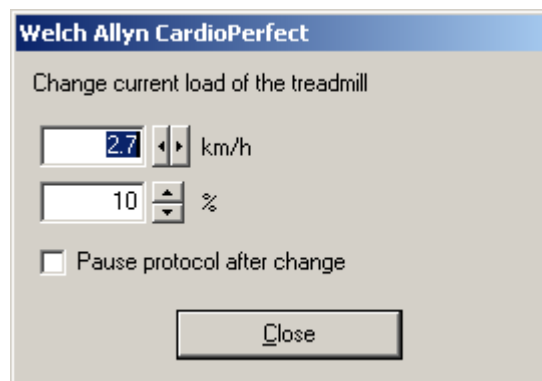 Welch Allyn CardioPerfect
Change current load of the treadmill
2.7 km/h
10 %
Pause protocol after change
Close